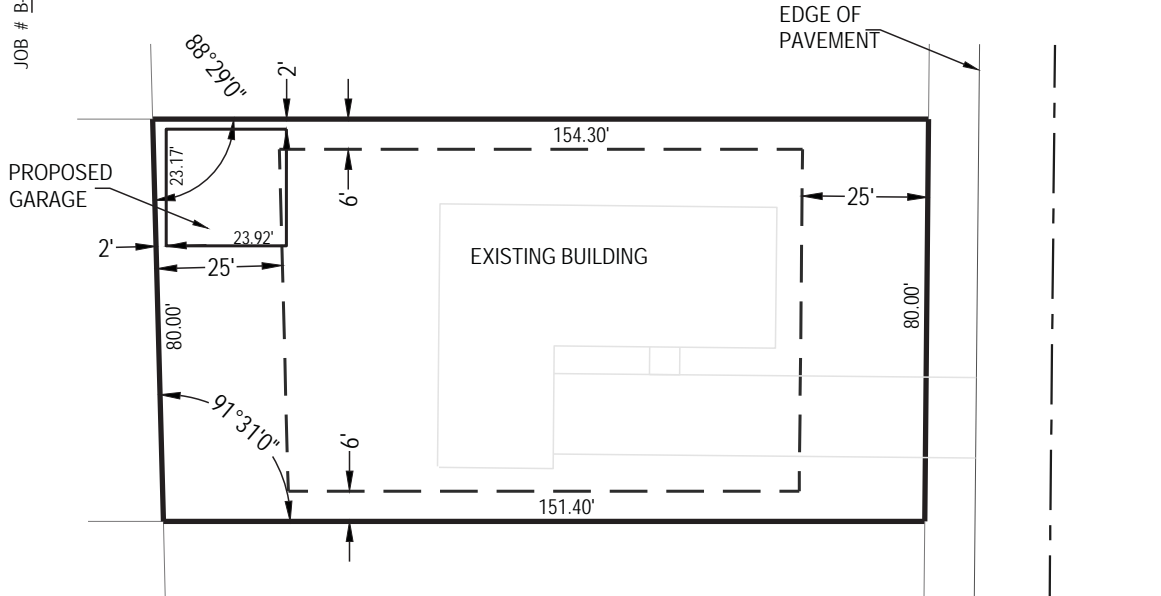 JOB # B-
EDGE OF
PAVEMENT
88°29'0"
2'
154.30'
23.17'
PROPOSED
GARAGE
6'
25'
23.92'
2'
25'
EXISTING BUILDING
80.00'
80.00'
91°31'0"
6'
151.40'